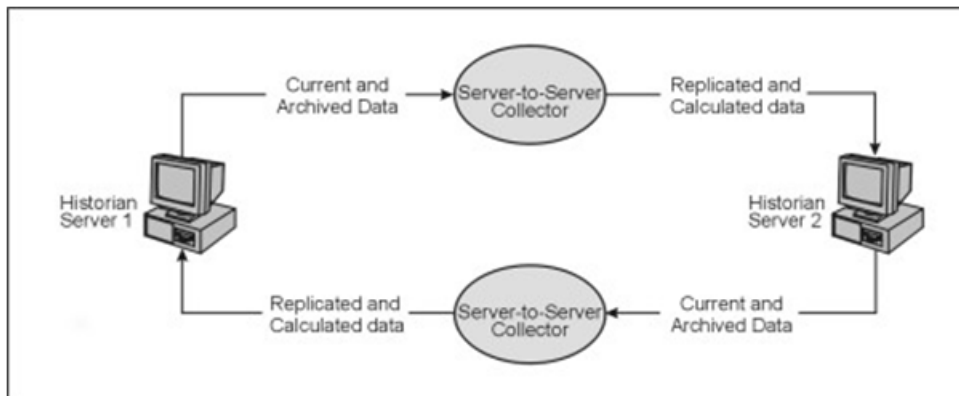 Current and
Archived Data
Server-to-Server
Collector
Replicated and
Calculated data
Historian
Server 1
Historian
Server 2
Replicated and
Calculated data
Server-to-Server
Collector
Current and
Archived Data